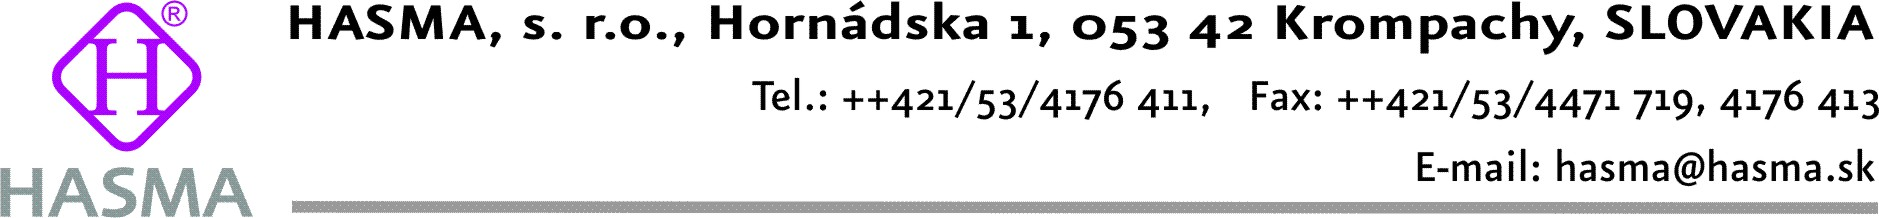 H®
HASMA
HASMA, s. r.o., Hornádska 1, 053 42 Krompachy, SLOVAKIA
Tel.: ++421/53/4176 411, Fax: ++421/53/4471 719, 4176 413
E-mail: hasma@hasma.sk